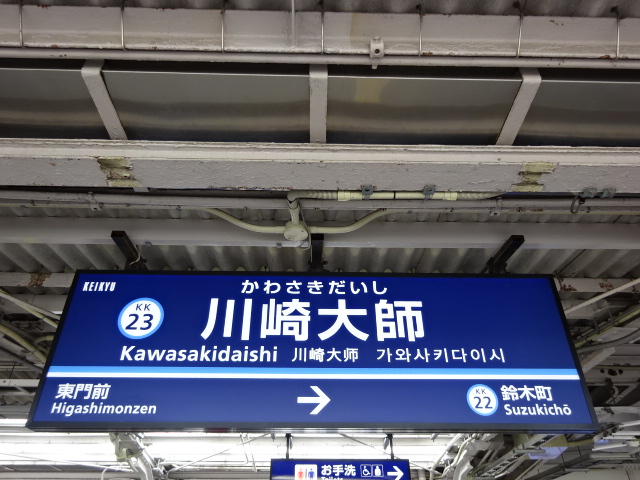 かわさきだいし
KEIKYU
KK
23
川崎大師
Kawasakidaishi 川崎大师 가와사키다이시
東門前
Higashimonzen
→
KK
22
鈴木町
Suzukichō
お手洗
Toilets
→